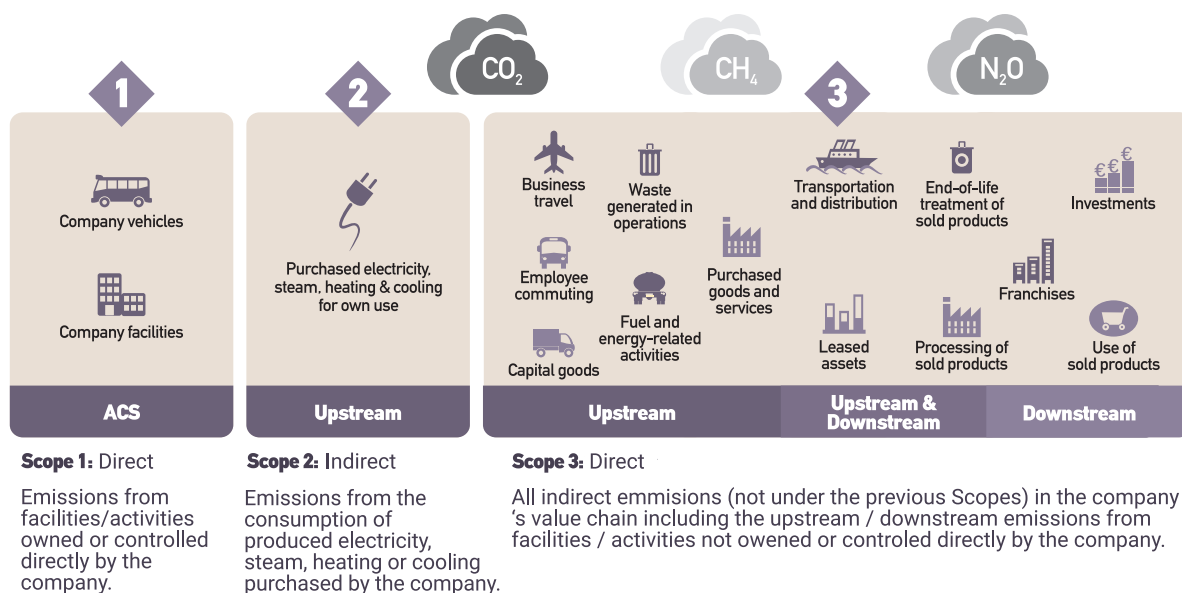 CO2
CH4
N2O
1
2
3
Company vehicles
Company facilities
ACS
Purchased electricity,
steam, heating & cooling
for own use
Upstream
Business
travel
Waste
generated in
operations
Employee
commuting
Fuel and
energy-related
activities
Purchased
goods and
services
Capital goods
Upstream
Transportation
and distribution
End-of-life
treatment of
sold products
Leased
assets
Processing of
sold products
Upstream &
Downstream
€€€
Investments
Franchises
Use of
sold products
Downstream
Scope 1: Direct
Emissions from
facilities/activities
owned or controlled
directly by the
company.
Scope 2: Indirect
Emissions from the
consumption of
produced electricity,
steam, heating or cooling
purchased by the company.
Scope 3: Direct
All indirect emmisions (not under the previous Scopes) in the company
‘s value chain including the upstream / downstream emissions from
facilities / activities not owened or controled directly by the company.